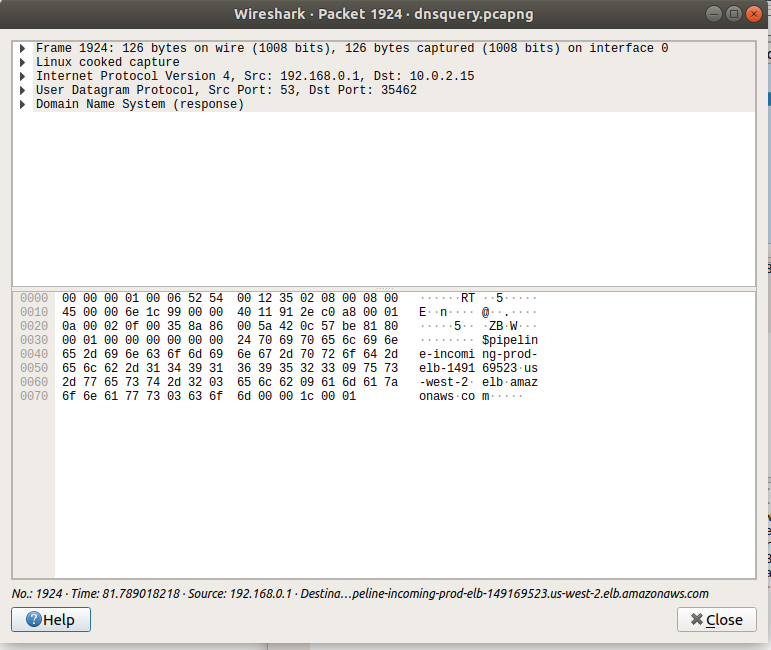 Wireshark · Packet 1924 · dnsquery.pcapng
Frame 1924: 126 bytes on wire (1008 bits), 126 bytes captured (1008 bits) on interface 0
Linux cooked capture
Internet Protocol Version 4, Src: 192.168.0.1, Dst: 10.0.2.15
User Datagram Protocol, Src Port: 53, Dst Port: 35462
Domain Name System (response)
0000 00 00 00 01 00 06 52 54 00 12 35 02 08 00 08 00 ······RT ··5·····
0010 45 00 00 6e 1c 99 00 00 40 11 91 2e c0 a8 00 01 E··n···· @··.····
0020 0a 00 02 0f 00 35 8a 86 00 5a 42 0c 57 be 81 80 ·····5·· ·ZB·W···
0030 00 01 00 00 00 00 00 00 24 70 69 70 65 6c 69 6e ········ $pipelin
0040 65 2d 69 6e 63 6f 6d 69 6e 67 2d 70 72 6f 64 2d e-incomi ng-prod-
0050 65 6c 62 2d 31 34 39 31 36 39 35 32 33 09 75 73 elb-1491 69523·us
0060 2d 77 65 73 74 2d 32 03 65 6c 62 09 61 6d 61 7a -west-2· elb·amaz
0070 6f 6e 61 77 73 03 63 6f 6d 00 00 1c 00 01 onaws·co m·····
No.: 1924 · Time: 81.789018218 · Source: 192.168.0.1 · Destina…peline-incoming-prod-elb-149169523.us-west-2.elb.amazonaws.com
Help
Close